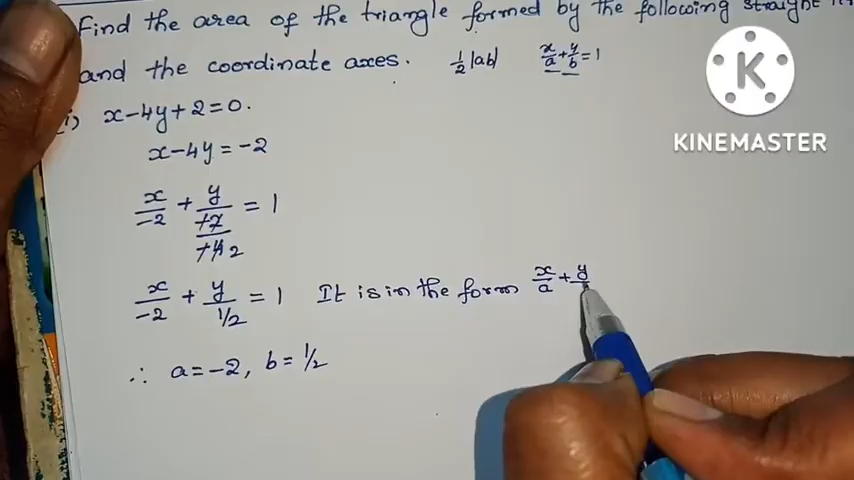 Find the area of the triangle formed by the following straight
and the coordinate axes. 1/2 |ab| x/a + y/b = 1
i) x-4y+2=0.
x-4y=-2
x/-2 + y/(+2/+4 2) = 1
x/-2 + y/1/2 = 1 It is in the form x/a + y/
∴ a=-2, b=1/2
K
KINEMASTER